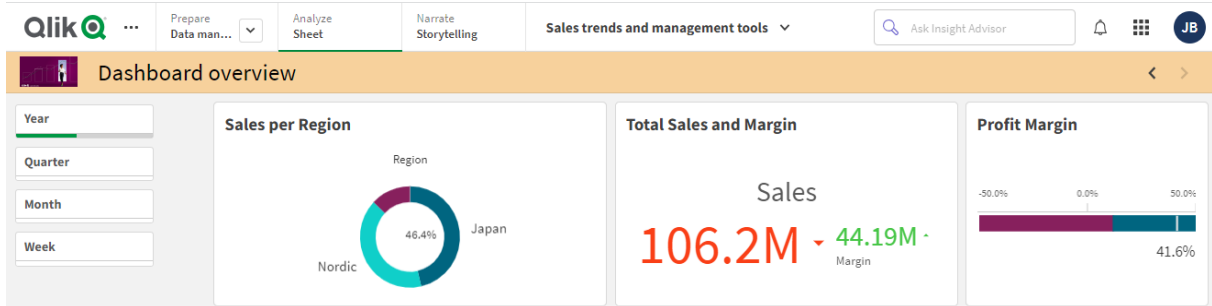 Qlik
Prepare
Data man...
Analyze
Sheet
Narrate
Storytelling
Sales trends and management tools
Ask Insight Advisor
JB
Dashboard overview
Year
Quarter
Month
Week
Sales per Region
Region
46.4%
Japan
Nordic
Total Sales and Margin
Sales
106.2M
44.19M
Margin
Profit Margin
-50.0% 0.0% 50.0%
41.6%